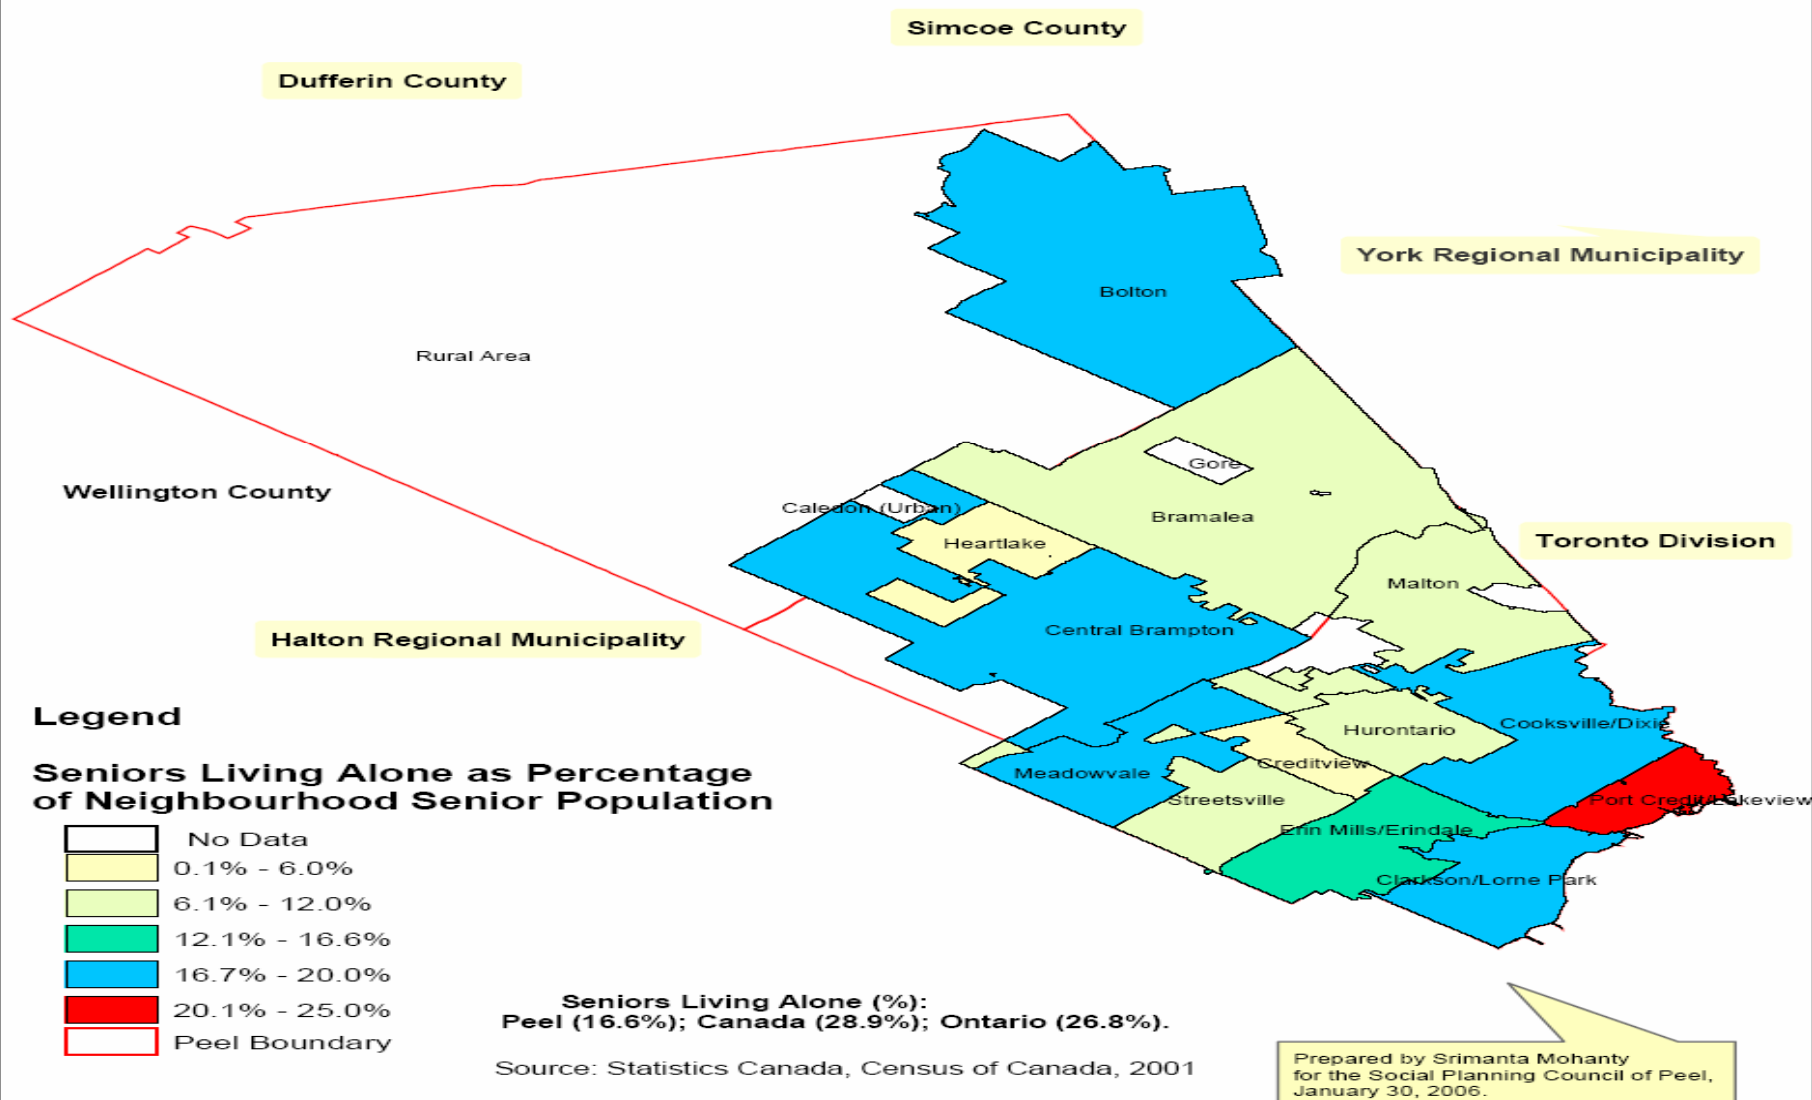 Simcoe County
Dufferin County
York Regional Municipality
Bolton
Rural Area
Gore
Wellington County
Caledon (Urban)
Bramalea
Heartlake
Toronto Division
Malton
Central Brampton
Halton Regional Municipality
Legend
Hurontario
Cooksville/Dixie
Creditview
Meadowvale
Streetsville
Port Credit/Lakeview
Erin Mills/Erindale
Clarkson/Lorne Park
Seniors Living Alone as Percentage
of Neighbourhood Senior Population
No Data
0.1% - 6.0%
6.1% - 12.0%
12.1% - 16.6%
16.7% - 20.0%
20.1% - 25.0%
Peel Boundary
Seniors Living Alone (%):
Peel (16.6%); Canada (28.9%); Ontario (26.8%).
Source: Statistics Canada, Census of Canada, 2001
Prepared by Srimanta Mohanty
for the Social Planning Council of Peel,
January 30, 2006.